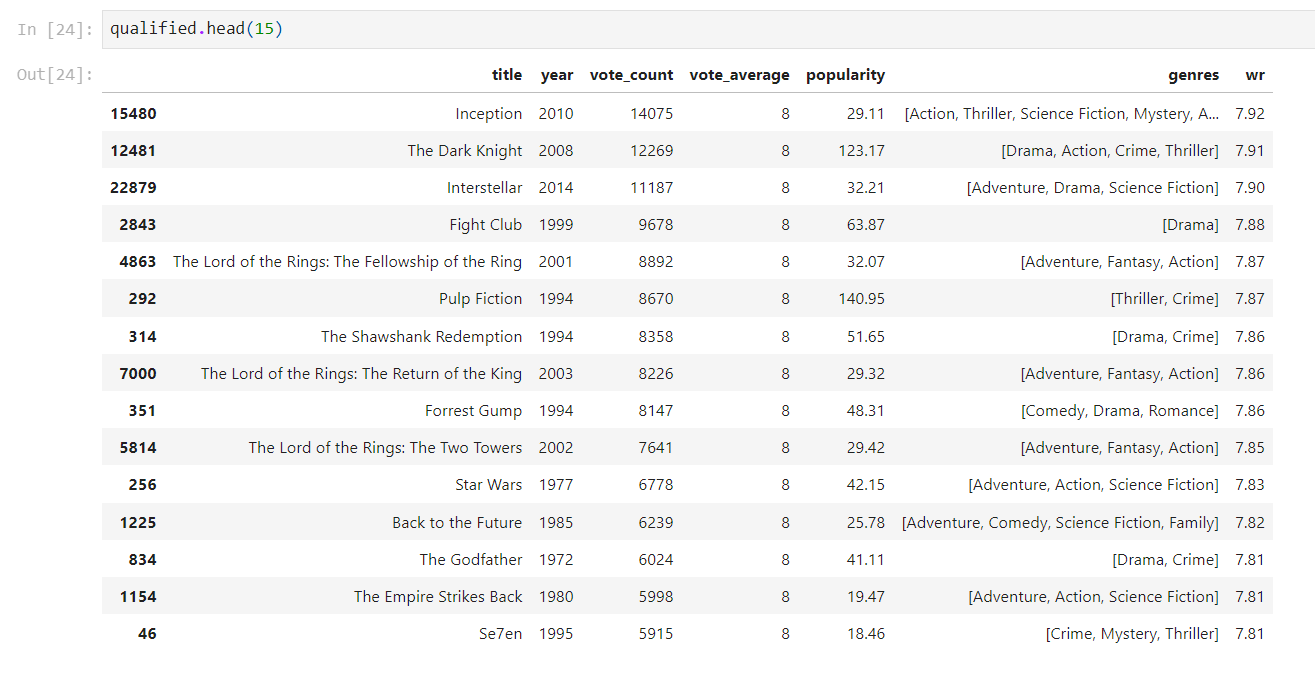 In [24]: qualified.head(15)
Out[24]:
title year vote_count vote_average popularity genres wr
15480 Inception 2010 14075 8 29.11 [Action, Thriller, Science Fiction, Mystery, A... 7.92
12481 The Dark Knight 2008 12269 8 123.17 [Drama, Action, Crime, Thriller] 7.91
22879 Interstellar 2014 11187 8 32.21 [Adventure, Drama, Science Fiction] 7.90
2843 Fight Club 1999 9678 8 63.87 [Drama] 7.88
4863 The Lord of the Rings: The Fellowship of the Ring 2001 8892 8 32.07 [Adventure, Fantasy, Action] 7.87
292 Pulp Fiction 1994 8670 8 140.95 [Thriller, Crime] 7.87
314 The Shawshank Redemption 1994 8358 8 51.65 [Drama, Crime] 7.86
7000 The Lord of the Rings: The Return of the King 2003 8226 8 29.32 [Adventure, Fantasy, Action] 7.86
351 Forrest Gump 1994 8147 8 48.31 [Comedy, Drama, Romance] 7.86
5814 The Lord of the Rings: The Two Towers 2002 7641 8 29.42 [Adventure, Fantasy, Action] 7.85
256 Star Wars 1977 6778 8 42.15 [Adventure, Action, Science Fiction] 7.83
1225 Back to the Future 1985 6239 8 25.78 [Adventure, Comedy, Science Fiction, Family] 7.82
834 The Godfather 1972 6024 8 41.11 [Drama, Crime] 7.81
1154 The Empire Strikes Back 1980 5998 8 19.47 [Adventure, Action, Science Fiction] 7.81
46 Se7en 1995 5915 8 18.46 [Crime, Mystery, Thriller] 7.81